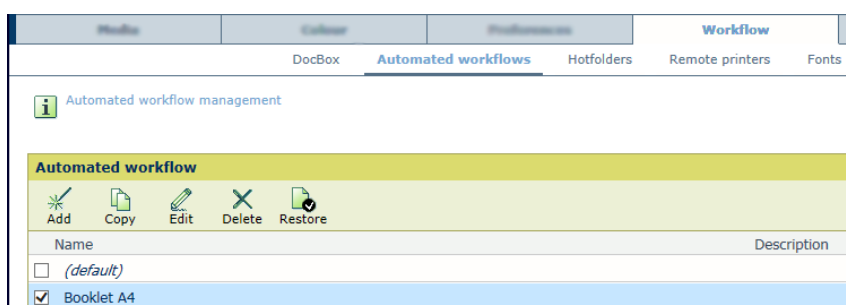 Workflow
DocBox Automated workflows Hotfolders Remote printers Fonts
Automated workflow management
Automated workflow
Add Copy Edit Delete Restore
Name Description
(default)
Booklet A4